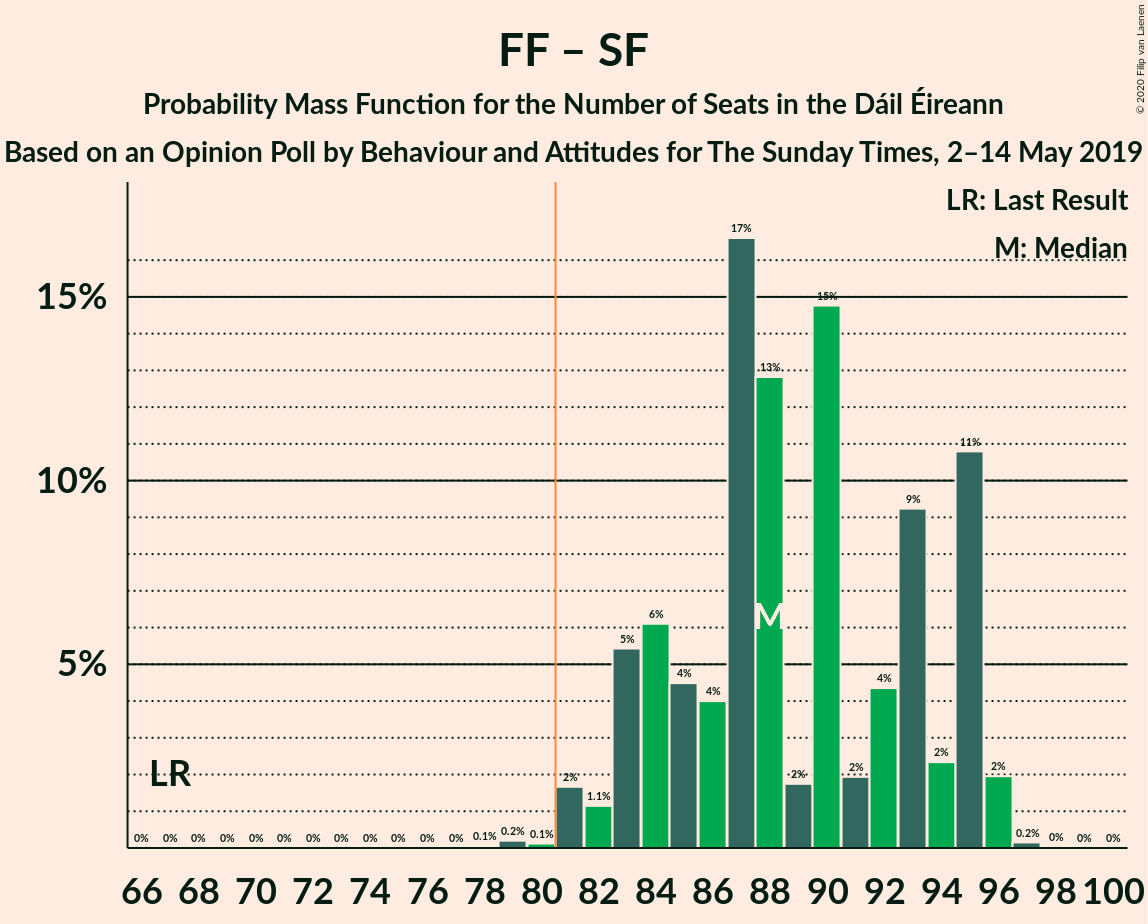 © 2020 Filip van Laenen
FF – SF
Probability Mass Function for the Number of Seats in the Dáil Éireann
Based on an Opinion Poll by Behaviour and Attitudes for The Sunday Times, 2–14 May 2019
LR: Last Result
M: Median
15%
10%
5%
LR
M
0% 0% 0% 0% 0% 0% 0% 0% 0% 0% 0% 0% 0.1% 0.2% 0.1% 2% 1.1% 5% 6% 4% 4% 17% 13% 2% 15% 2% 4% 9% 2% 11% 2% 0.2% 0% 0% 0%
66 68 70 72 74 76 78 80 82 84 86 88 90 92 94 96 98 100